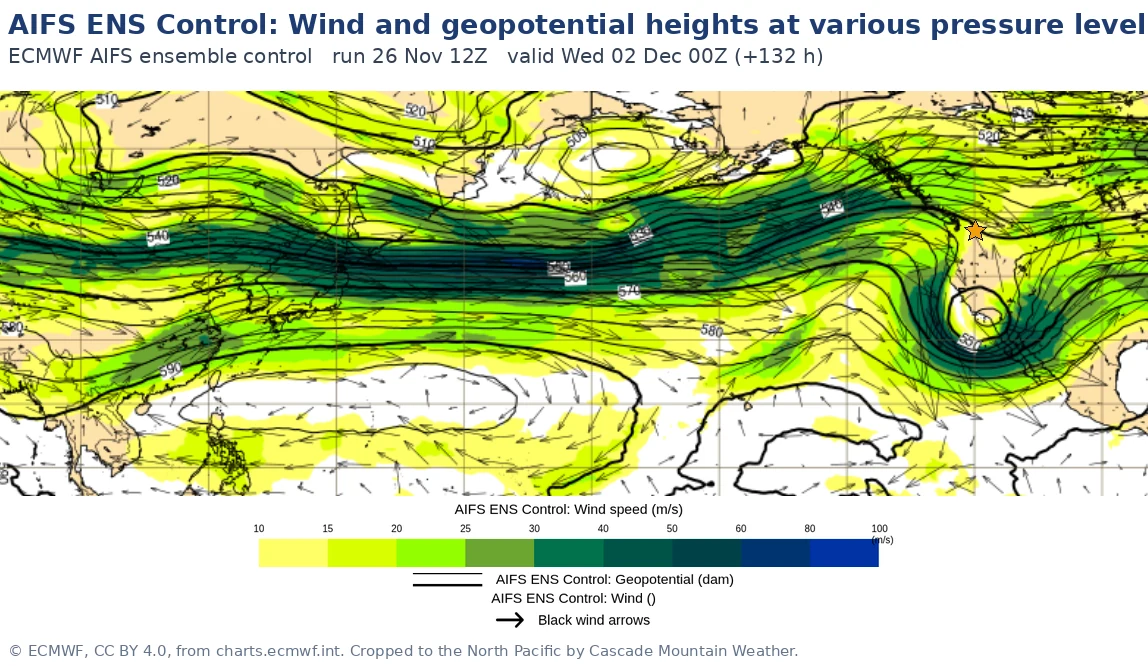 AIFS ENS Control: Wind and geopotential heights at various pressure level
ECMWF AIFS ensemble control run 26 Nov 12Z valid Wed 02 Dec 00Z (+132 h)
510
520
510
500
510
520
520
540
540
530
560
570
580
580
590
550
AIFS ENS Control: Wind speed (m/s)
10 15 20 25 30 40 50 60 80 100
(m/s)
AIFS ENS Control: Geopotential (dam)
AIFS ENS Control: Wind ()
Black wind arrows
© ECMWF, CC BY 4.0, from charts.ecmwf.int. Cropped to the North Pacific by Cascade Mountain Weather.